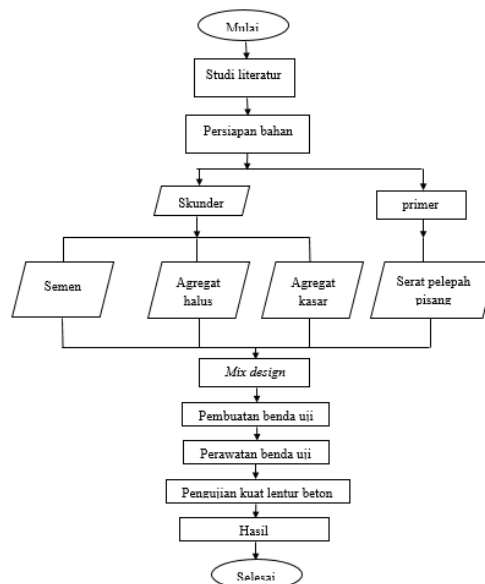 Mulai
Studi literatur
Persiapan bahan
Skunder
primer
Semen
Agregat
halus
Agregat
kasar
Serat pelepah
pisang
Mix design
Pembuatan benda uji
Perawatan benda uji
Pengujian kuat lentur beton
Hasil
Selesai